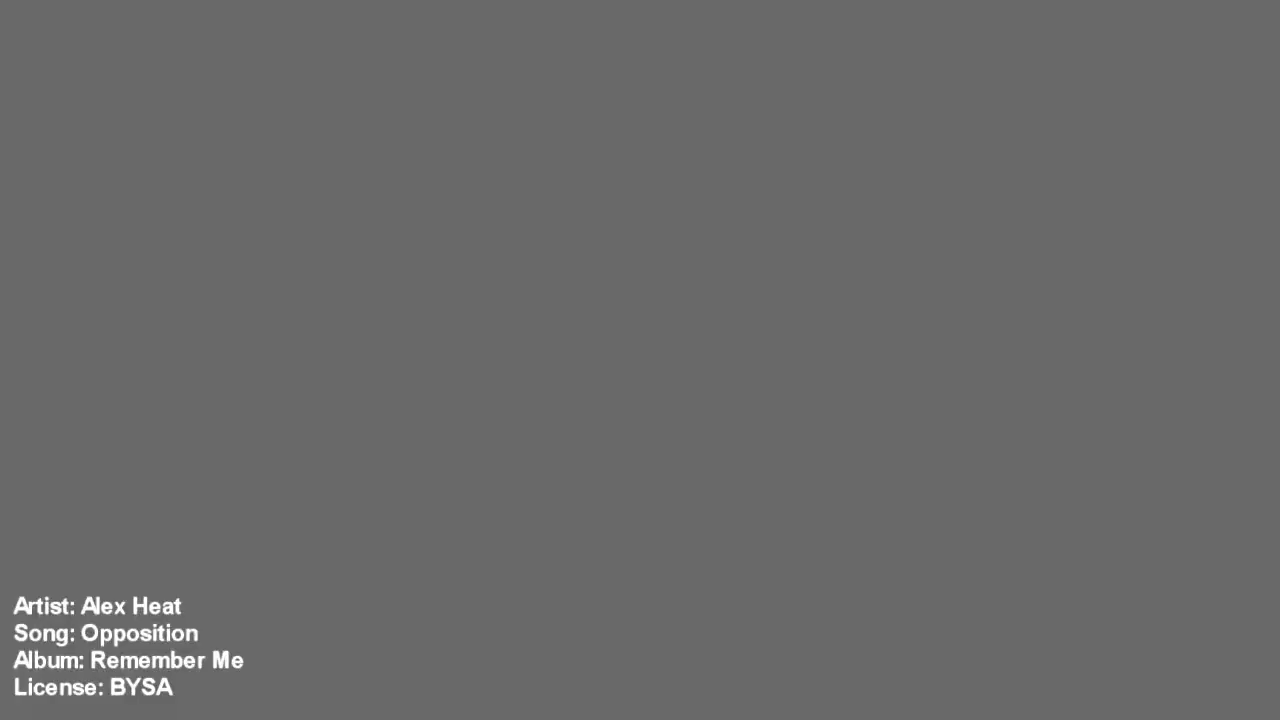 Artist: Alex Heat
Song: Opposition
Album: Remember Me
License: BYSA